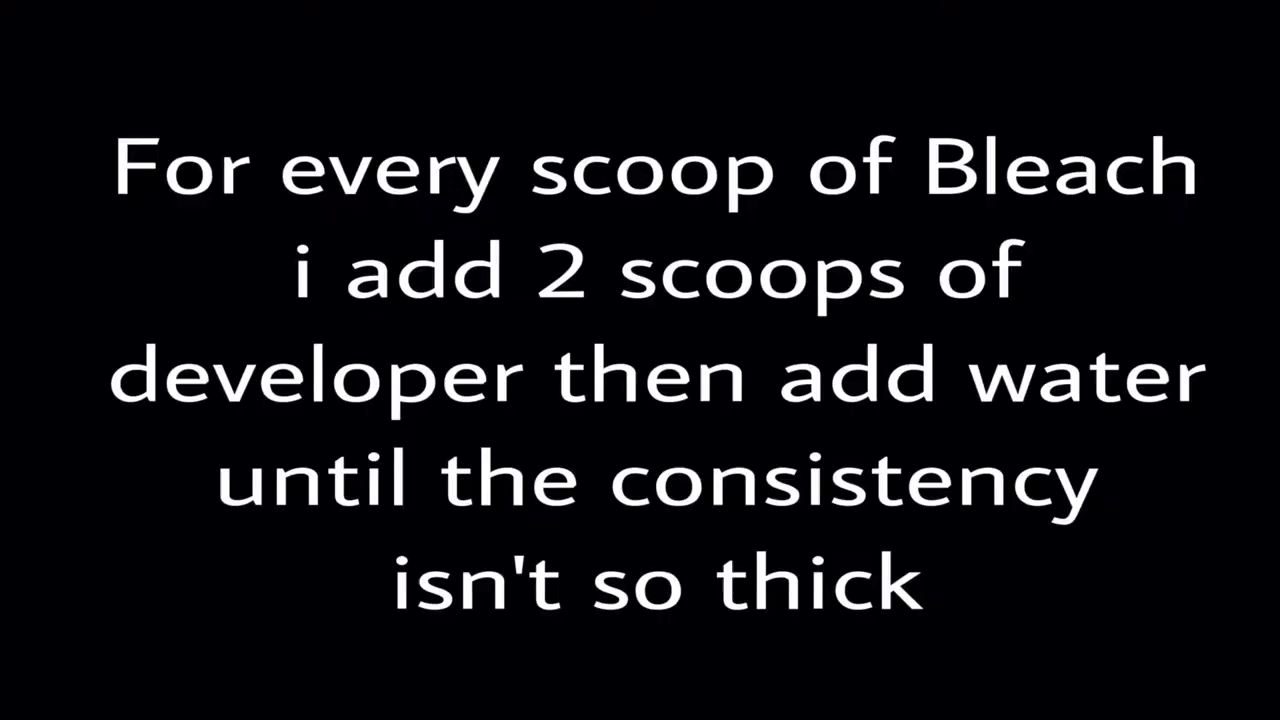 For every scoop of Bleach
i add 2 scoops of
developer then add water
until the consistency
isn't so thick